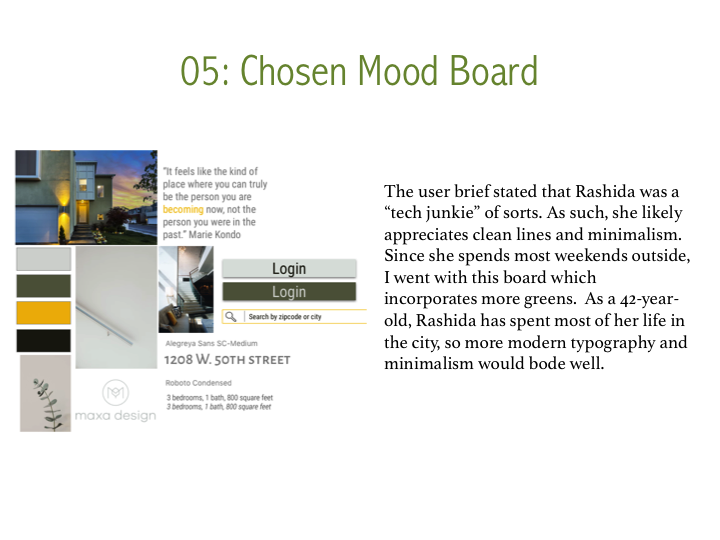 05: Chosen Mood Board
"It feels like the kind of
place where you can truly
be the person you are
becoming now, not the
person you were in the
past." Marie Kondo
Login
Login
Search by zipcode or city
Alegreya Sans SC-Medium
1208 W. 50TH STREET
Roboto Condensed
3 bedrooms, 1 bath, 800 square feet
3 bedrooms, 1 bath, 800 square feet
maxa design
The user brief stated that Rashida was a
“tech junkie” of sorts. As such, she likely
appreciates clean lines and minimalism.
Since she spends most weekends outside,
I went with this board which
incorporates more greens.  As a 42-year-
old, Rashida has spent most of her life in
the city, so more modern typography and
minimalism would bode well.